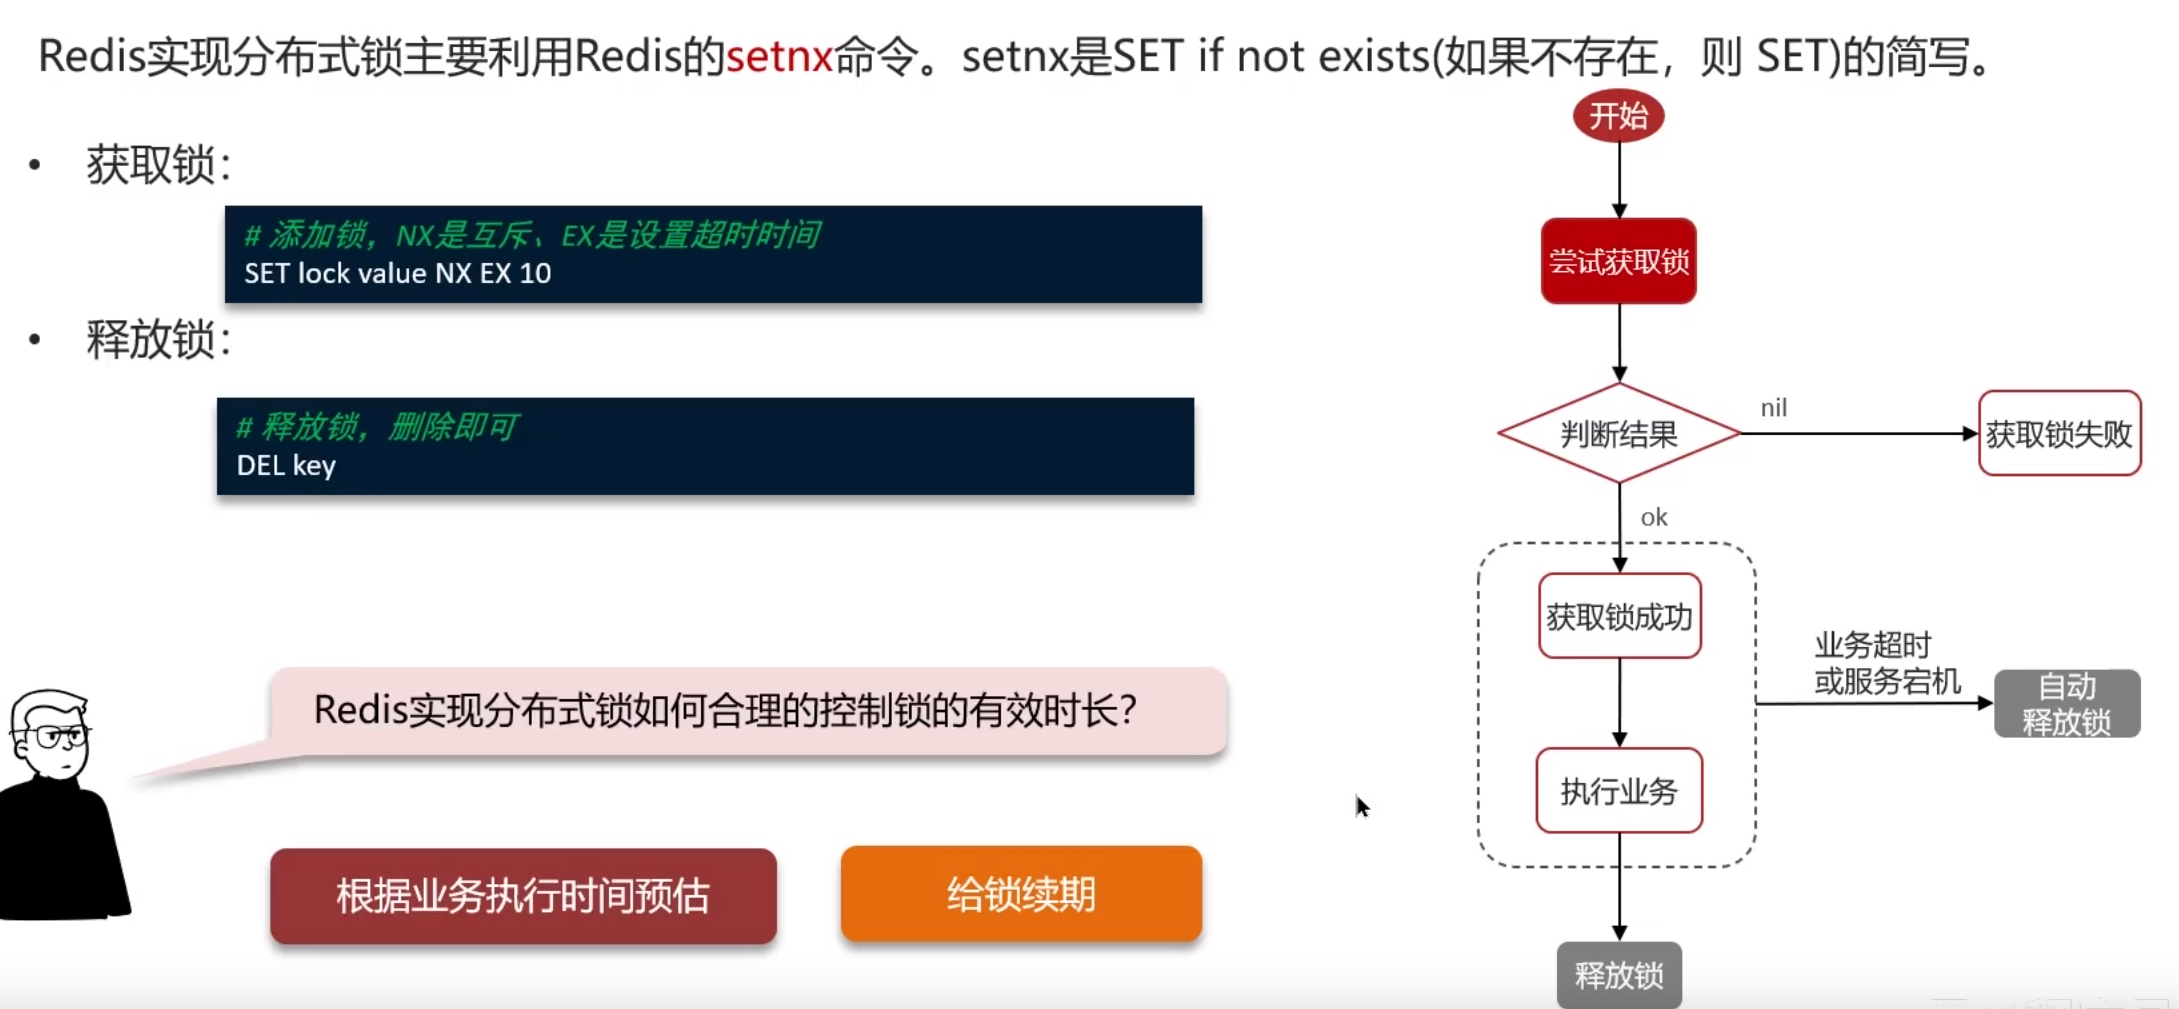 Redis实现分布式锁主要利用Redis的setnx命令。setnx是SET if not exists(如果不存在，则 SET)的简写。
• 获取锁：
# 添加锁，NX是互斥、EX是设置超时时间
SET lock value NX EX 10
• 释放锁：
# 释放锁，删除即可
DEL key
Redis实现分布式锁如何合理的控制锁的有效时长？
根据业务执行时间预估
给锁续期
开始
尝试获取锁
判断结果
nil
获取锁失败
ok
获取锁成功
执行业务
业务超时
或服务宕机
自动
释放锁
释放锁